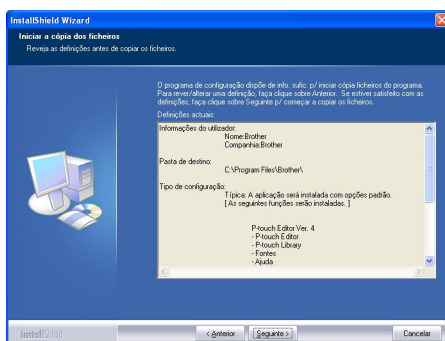 InstallShield Wizard
Iniciar a cópia dos ficheiros
Reveja as definições antes de copiar os ficheiros.
O programa de configuração dispõe de info. sufic. p/ iniciar cópia ficheiros do programa.
Para rever/alterar uma definição, faça clique sobre Anterior. Se estiver satisfeito com as
definições, faça clique sobre Seguinte p/ começar a copiar os ficheiros.
Definições actuais:
Informações do utilizador:
Nome:Brother
Companhia:Brother
Pasta de destino:
C:\Program Files\Brother\
Tipo de configuração:
Típica: A aplicação será instalada com opções padrão.
[ As seguintes funções serão instaladas. ]
P-touch Editor Ver. 4
- P-touch Editor
- P-touch Library
- Fontes
- Ajuda
InstallShield
< Anterior
Seguinte >
Cancelar